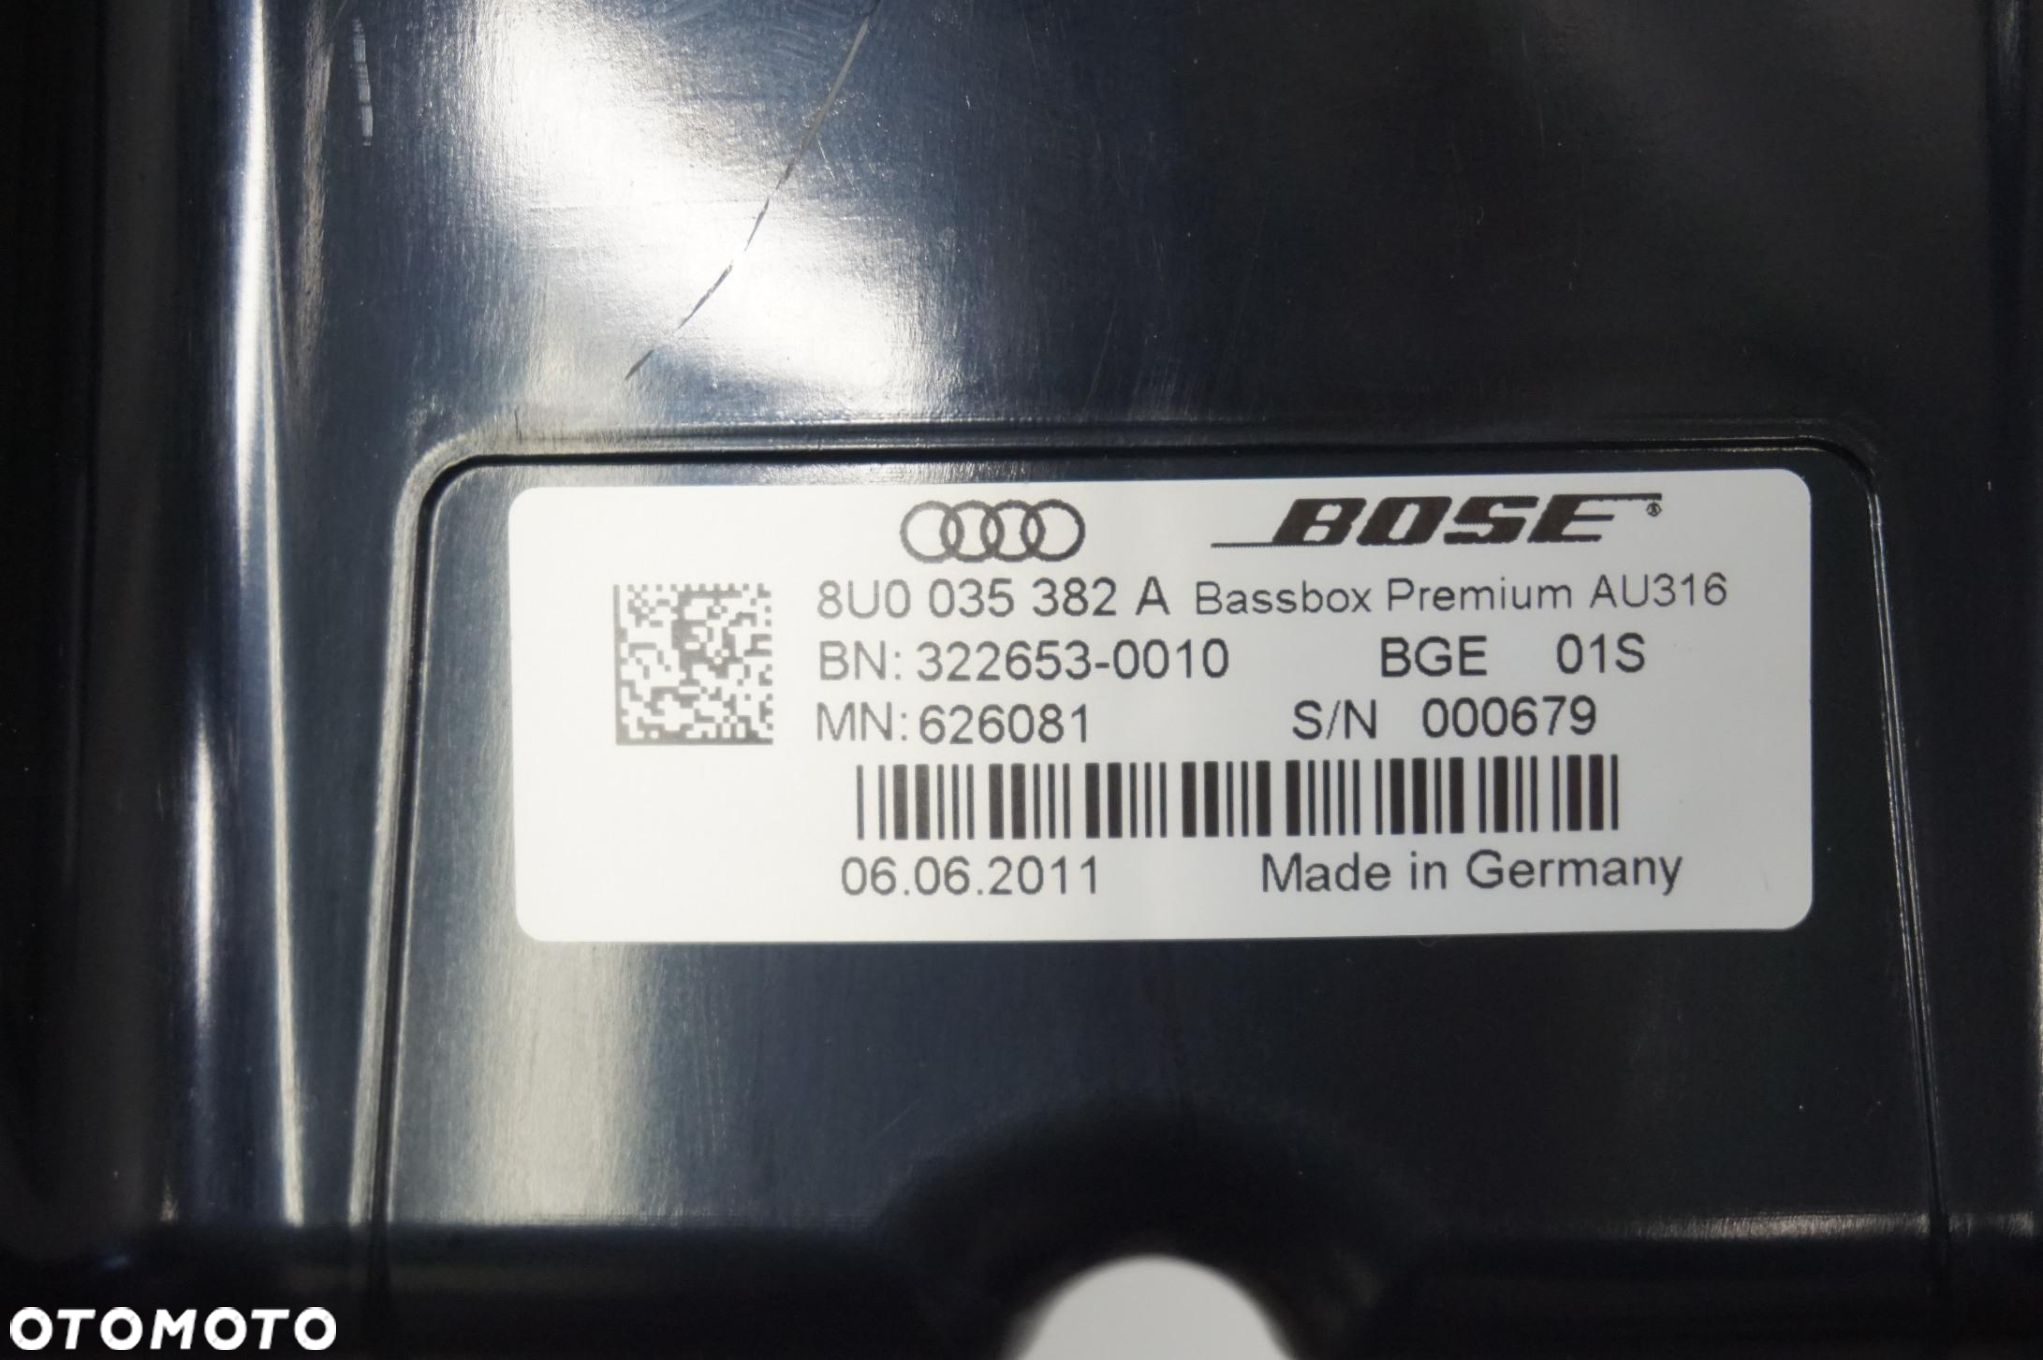 BOSE®
8U0 035 382 A Bassbox Premium AU316
BN: 322653-0010 BGE 01S
MN: 626081 S/N 000679
06.06.2011 Made in Germany
OTOMOTO